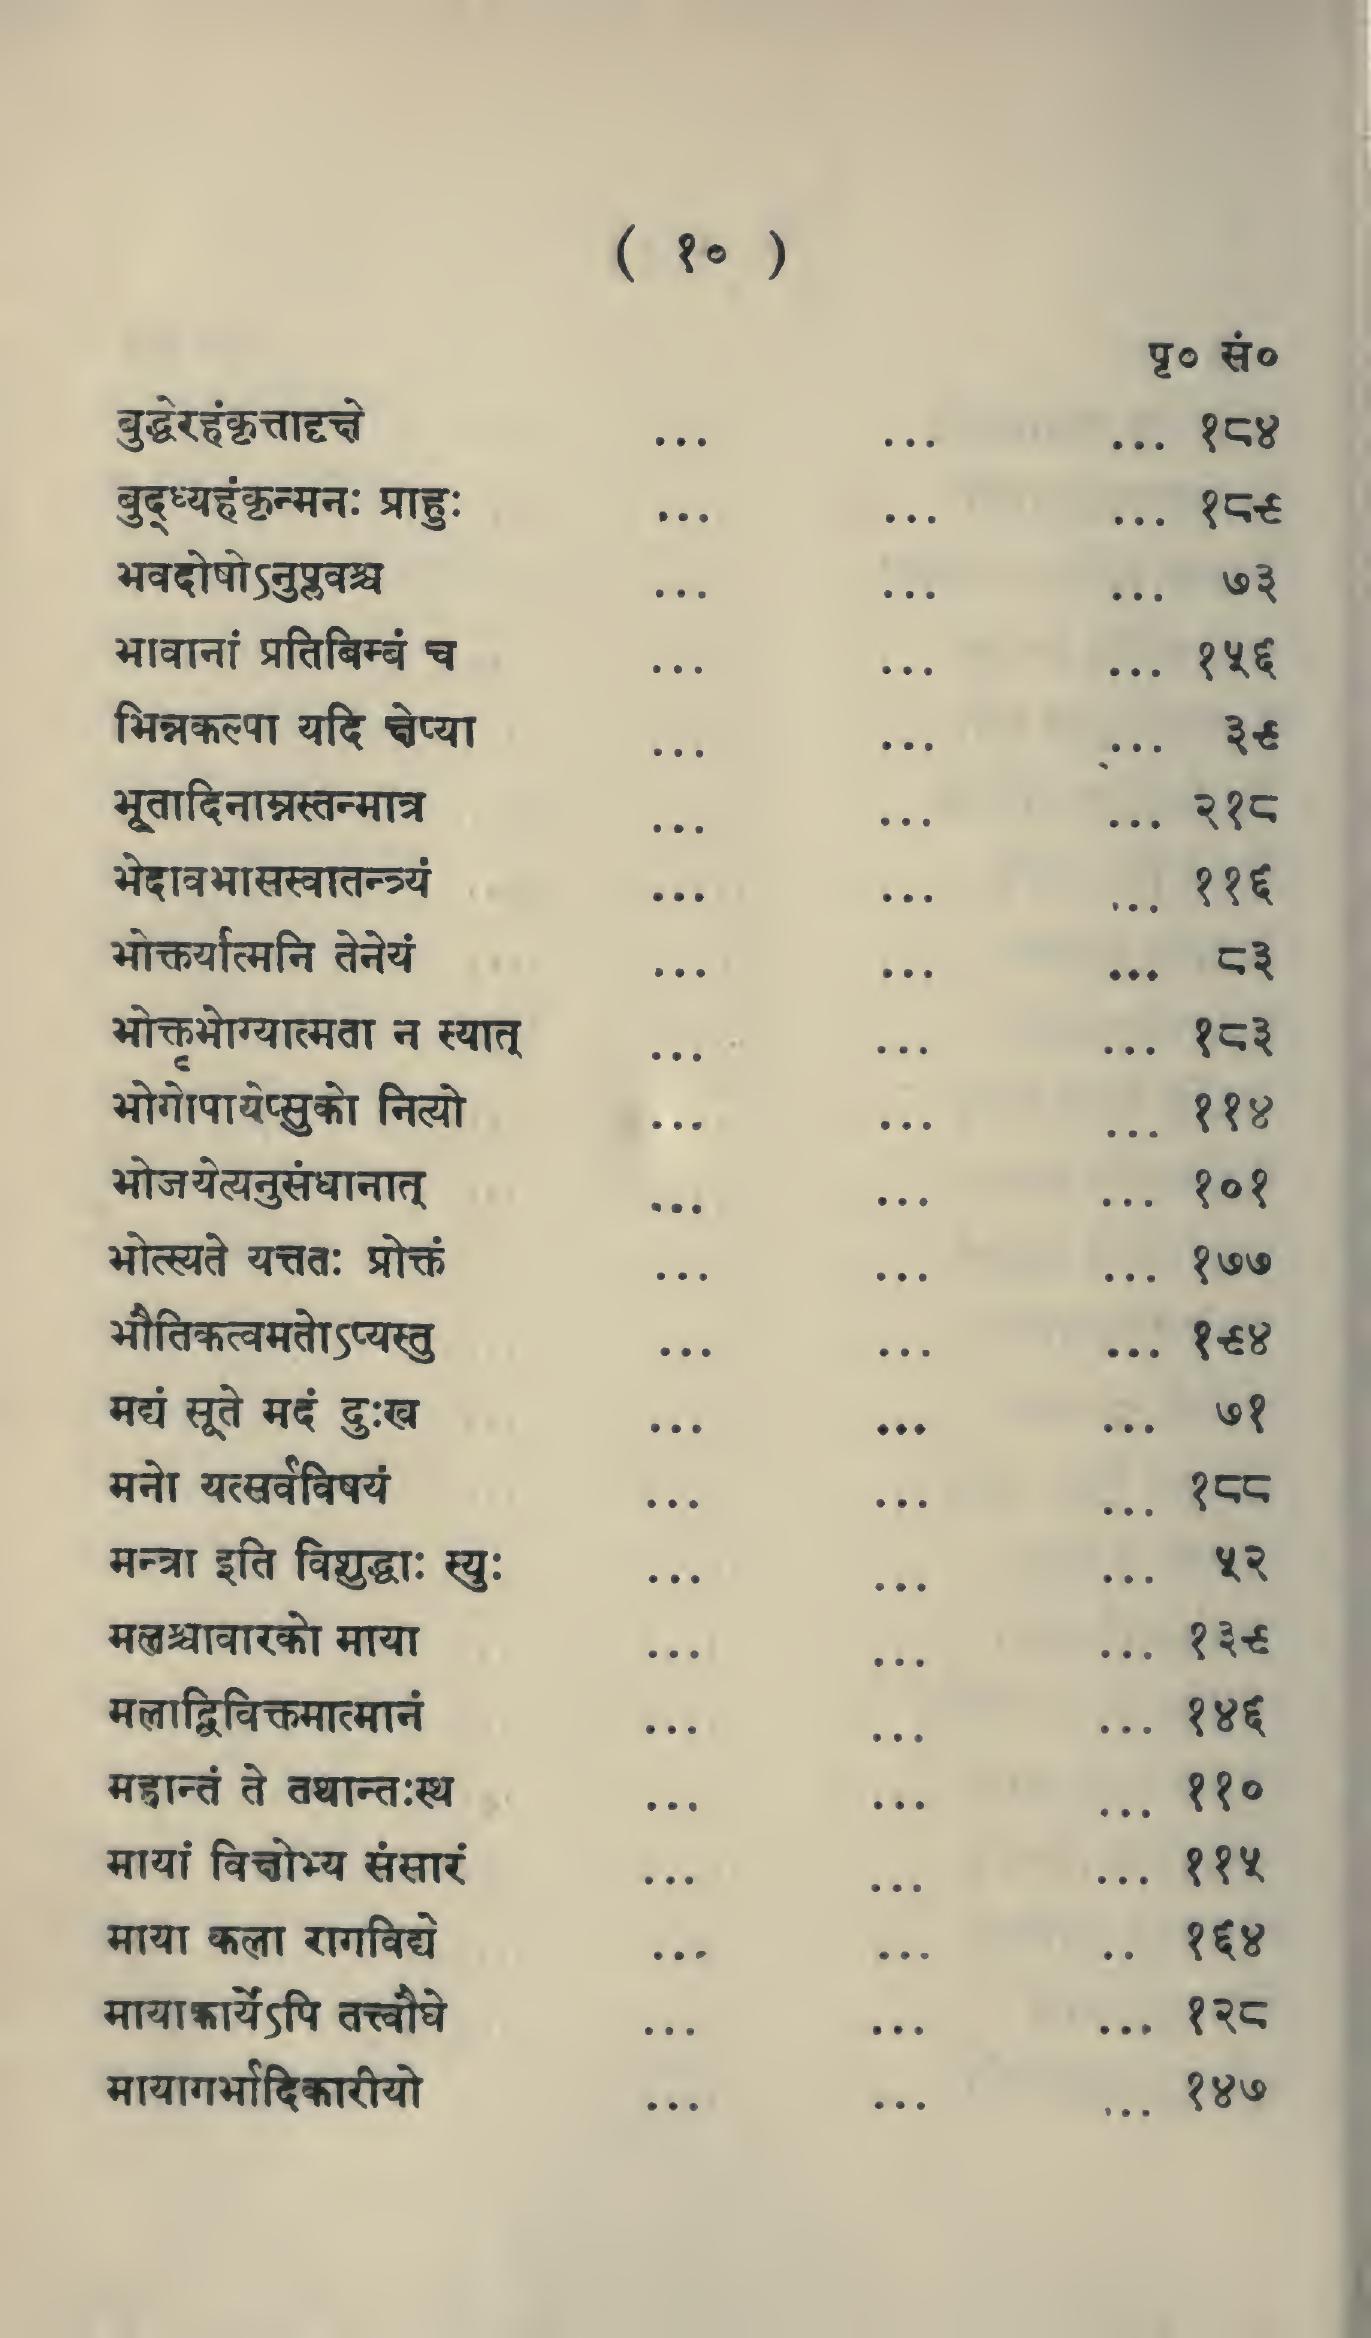 ( १० )
पृ० सं०
बुद्धेरहंकृत्तादृक्षे ... ... ... १८४
बुद्ध्यहंकृन्मनः प्राहुः ... ... ... १८९
भवदोषोऽनुप्लवश्च ... ... ... ७३
भावानां प्रतिबिम्बं च ... ... ... १५६
भिन्नकल्पा यदि क्षेप्या ... ... ... ३९
भूतादिनाम्नस्तन्मात्र ... ... ... २१८
भेदावभासस्वातन्त्र्यं ... ... ... ११६
भोक्तर्यात्मनि तेनेयं ... ... ... ८३
भोक्तृभोग्यात्मता न स्यात् ... ... ... १८३
भोगोपायेप्सुको नित्यो ... ... ... ११४
भोजयेत्यनुसंधानात् ... ... ... १०१
भोत्स्यते यत्ततः प्रोक्तं ... ... ... १७७
भौतिकत्वमतोऽप्यस्तु ... ... ... १९४
मद्यं सूते मदं दुःख ... ... ... ७१
मनो यत्सर्वविषयं ... ... ... १८८
मन्त्रा इति विशुद्धाः स्युः ... ... ... ५२
मलश्चावारको माया ... ... ... १३९
मलाद्विविक्तमात्मानं ... ... ... १४६
महान्तं ते तथान्तःस्थ ... ... ... ११०
मायां विक्षोभ्य संसारं ... ... ... ११५
माया कला रागविद्ये ... ... .. १६४
मायाकार्येऽपि तत्त्वौघे ... ... ... १२८
मायागर्भाधिकारीयो ... ... ... १४७